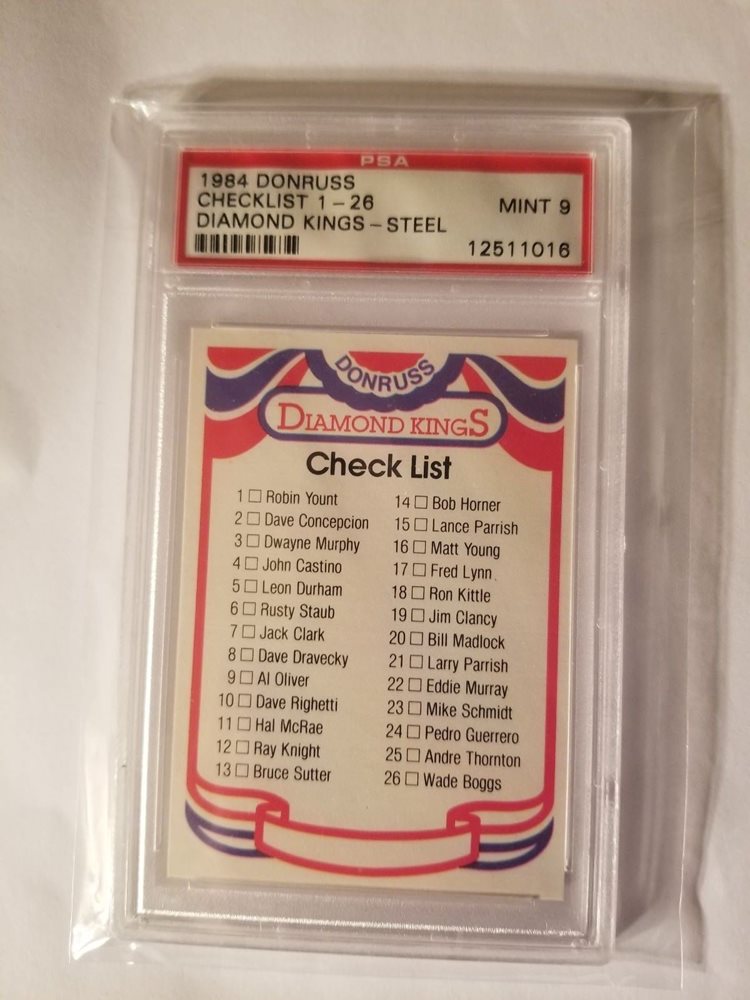 PSA
1984 DONRUSS
CHECKLIST 1-26 MINT 9
DIAMOND KINGS-STEEL
12511016
DONRUSS
DIAMOND KINGS
Check List
1 Robin Yount
2 Dave Concepcion
3 Dwayne Murphy
4 John Castino
5 Leon Durham
6 Rusty Staub
7 Jack Clark
8 Dave Dravecky
9 Al Oliver
10 Dave Righetti
11 Hal McRae
12 Ray Knight
13 Bruce Sutter
14 Bob Horner
15 Lance Parrish
16 Matt Young
17 Fred Lynn
18 Ron Kittle
19 Jim Clancy
20 Bill Madlock
21 Larry Parrish
22 Eddie Murray
23 Mike Schmidt
24 Pedro Guerrero
25 Andre Thornton
26 Wade Boggs